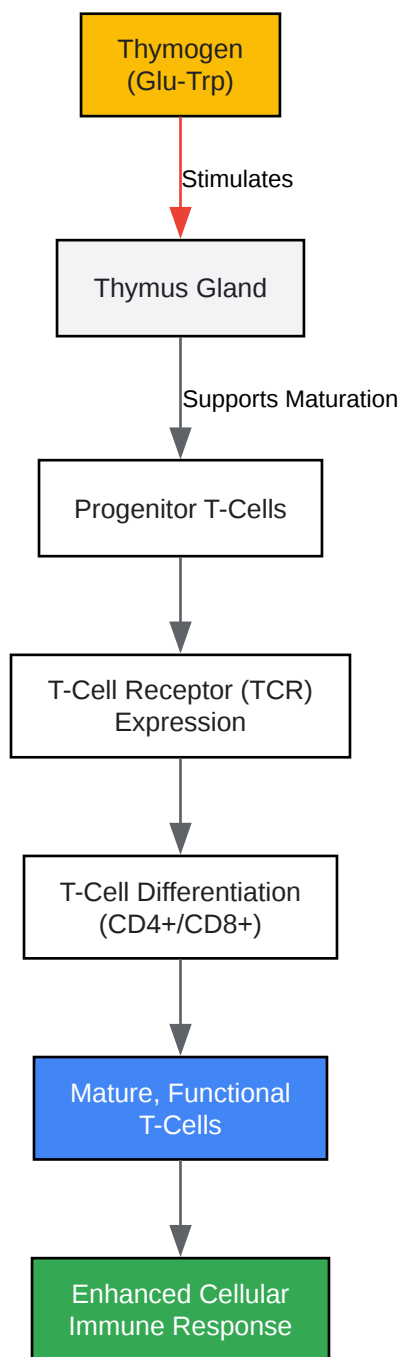 Thymogen
(Glu-Trp)
Stimulates
Thymus Gland
Supports Maturation
Progenitor T-Cells
T-Cell Receptor (TCR)
Expression
T-Cell Differentiation
(CD4+/CD8+)
Mature, Functional
T-Cells
Enhanced Cellular
Immune Response